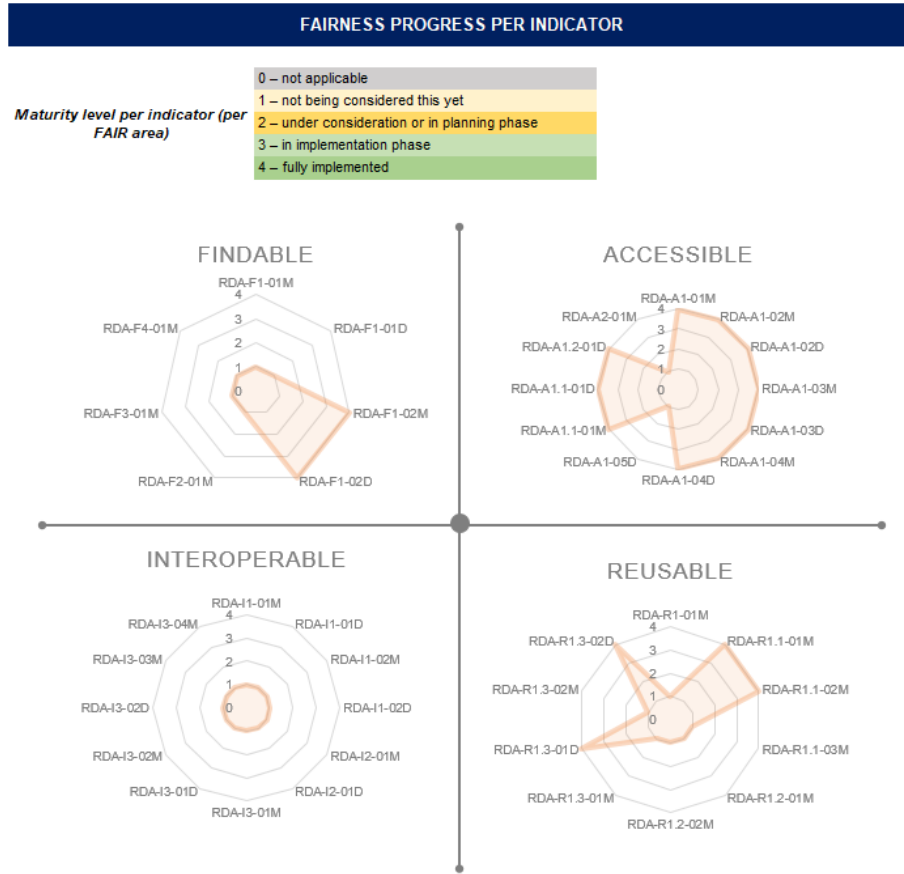 FAIRNESS PROGRESS PER INDICATOR
Maturity level per indicator (per
FAIR area)
0 – not applicable
1 – not being considered this yet
2 – under consideration or in planning phase
3 – in implementation phase
4 – fully implemented
FINDABLE
RDA-F1-01M
RDA-F1-01D
RDA-F1-02M
RDA-F1-02D
RDA-F2-01M
RDA-F3-01M
RDA-F4-01M
4
3
2
1
0
ACCESSIBLE
RDA-A1-01M
RDA-A1-02M
RDA-A1-02D
RDA-A1-03M
RDA-A1-03D
RDA-A1-04M
RDA-A1-04D
RDA-A1-05D
RDA-A1.1-01M
RDA-A1.1-01D
RDA-A1.2-01D
RDA-A2-01M
4
3
2
1
0
INTEROPERABLE
RDA-I1-01M
RDA-I1-01D
RDA-I1-02M
RDA-I1-02D
RDA-I2-01M
RDA-I2-01D
RDA-I3-01M
RDA-I3-01D
RDA-I3-02M
RDA-I3-02D
RDA-I3-03M
RDA-I3-04M
4
3
2
1
0
REUSABLE
RDA-R1-01M
RDA-R1.1-01M
RDA-R1.1-02M
RDA-R1.1-03M
RDA-R1.2-01M
RDA-R1.2-02M
RDA-R1.3-01M
RDA-R1.3-01D
RDA-R1.3-02M
RDA-R1.3-02D
4
3
2
1
0